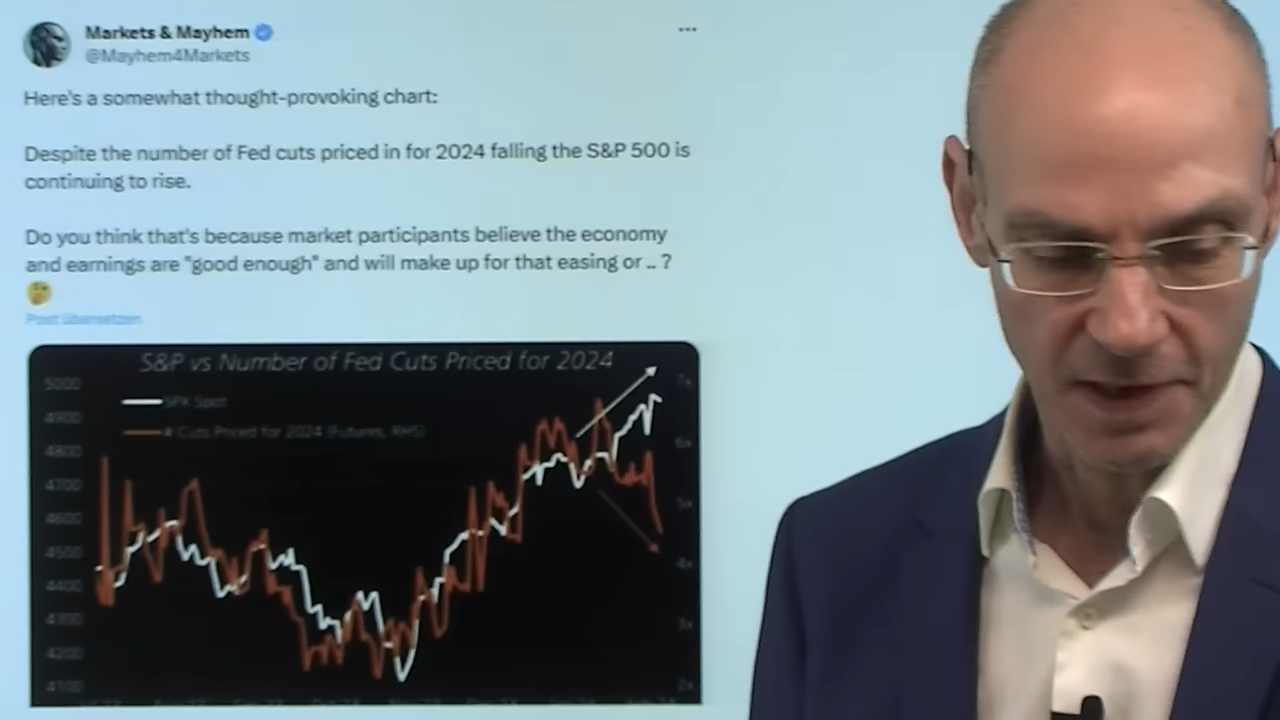 Markets & Mayhem
@Mayhem4Markets
Here's a somewhat thought-provoking chart:
Despite the number of Fed cuts priced in for 2024 falling the S&P 500 is
continuing to rise.
Do you think that's because market participants believe the economy
and earnings are "good enough" and will make up for that easing or .. ?
Post übersetzen
S&P vs Number of Fed Cuts Priced for 2024
SPX Spot
# Cuts Priced for 2024 (Futures, RHS)
5000
4900
4800
4700
4600
4500
4400
4300
4200
4100
7x
6x
5x
4x
3x
2x